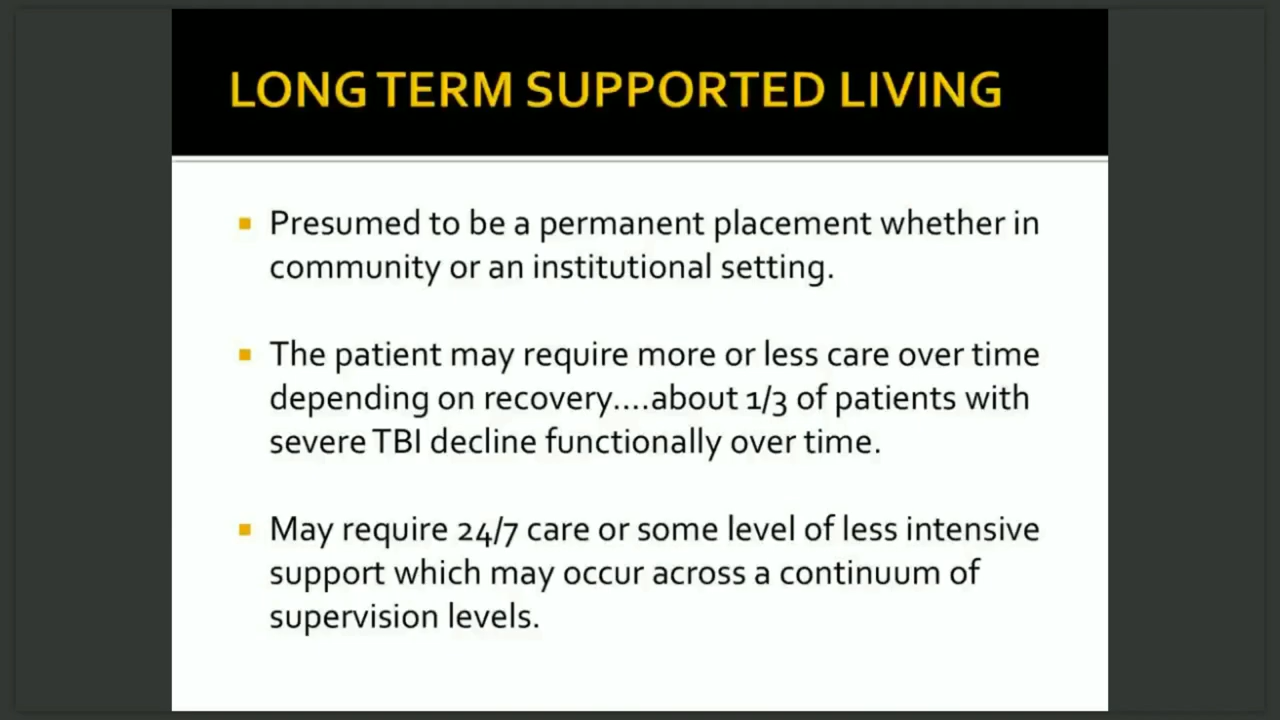 LONG TERM SUPPORTED LIVING
Presumed to be a permanent placement whether in
community or an institutional setting.
The patient may require more or less care over time
depending on recovery....about 1/3 of patients with
severe TBI decline functionally over time.
May require 24/7 care or some level of less intensive
support which may occur across a continuum of
supervision levels.